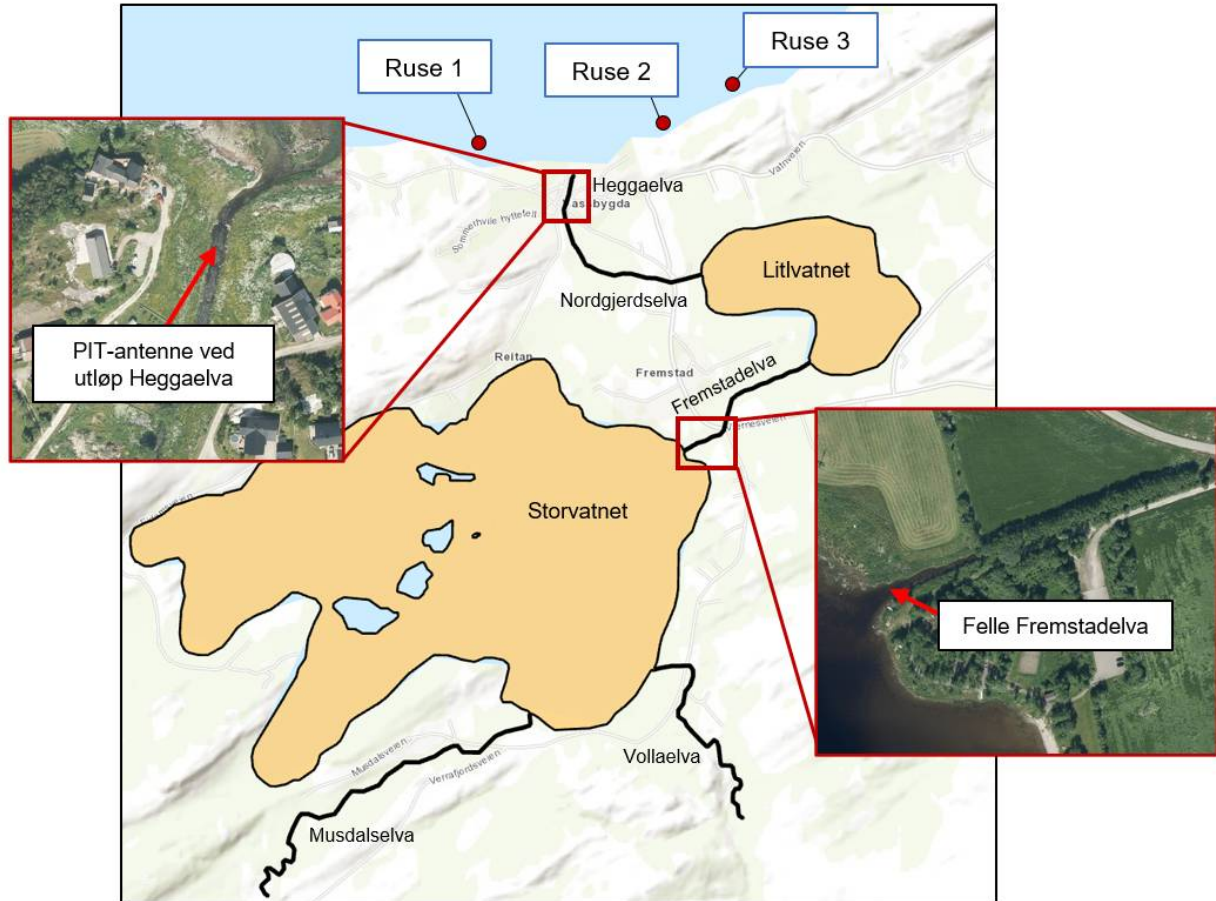 Ruse 1
Ruse 2
Ruse 3
Heggaelva
Vatnveien
Litlvatnet
Nordgjerdselva
PIT-antenne ved
utløp Heggaelva
Reitan
Fremstad
Fremstadelva
Storvatnet
Felle Fremstadelva
Vollaelva
Musdalsveien
Verrafjordsveien
Musdalselva